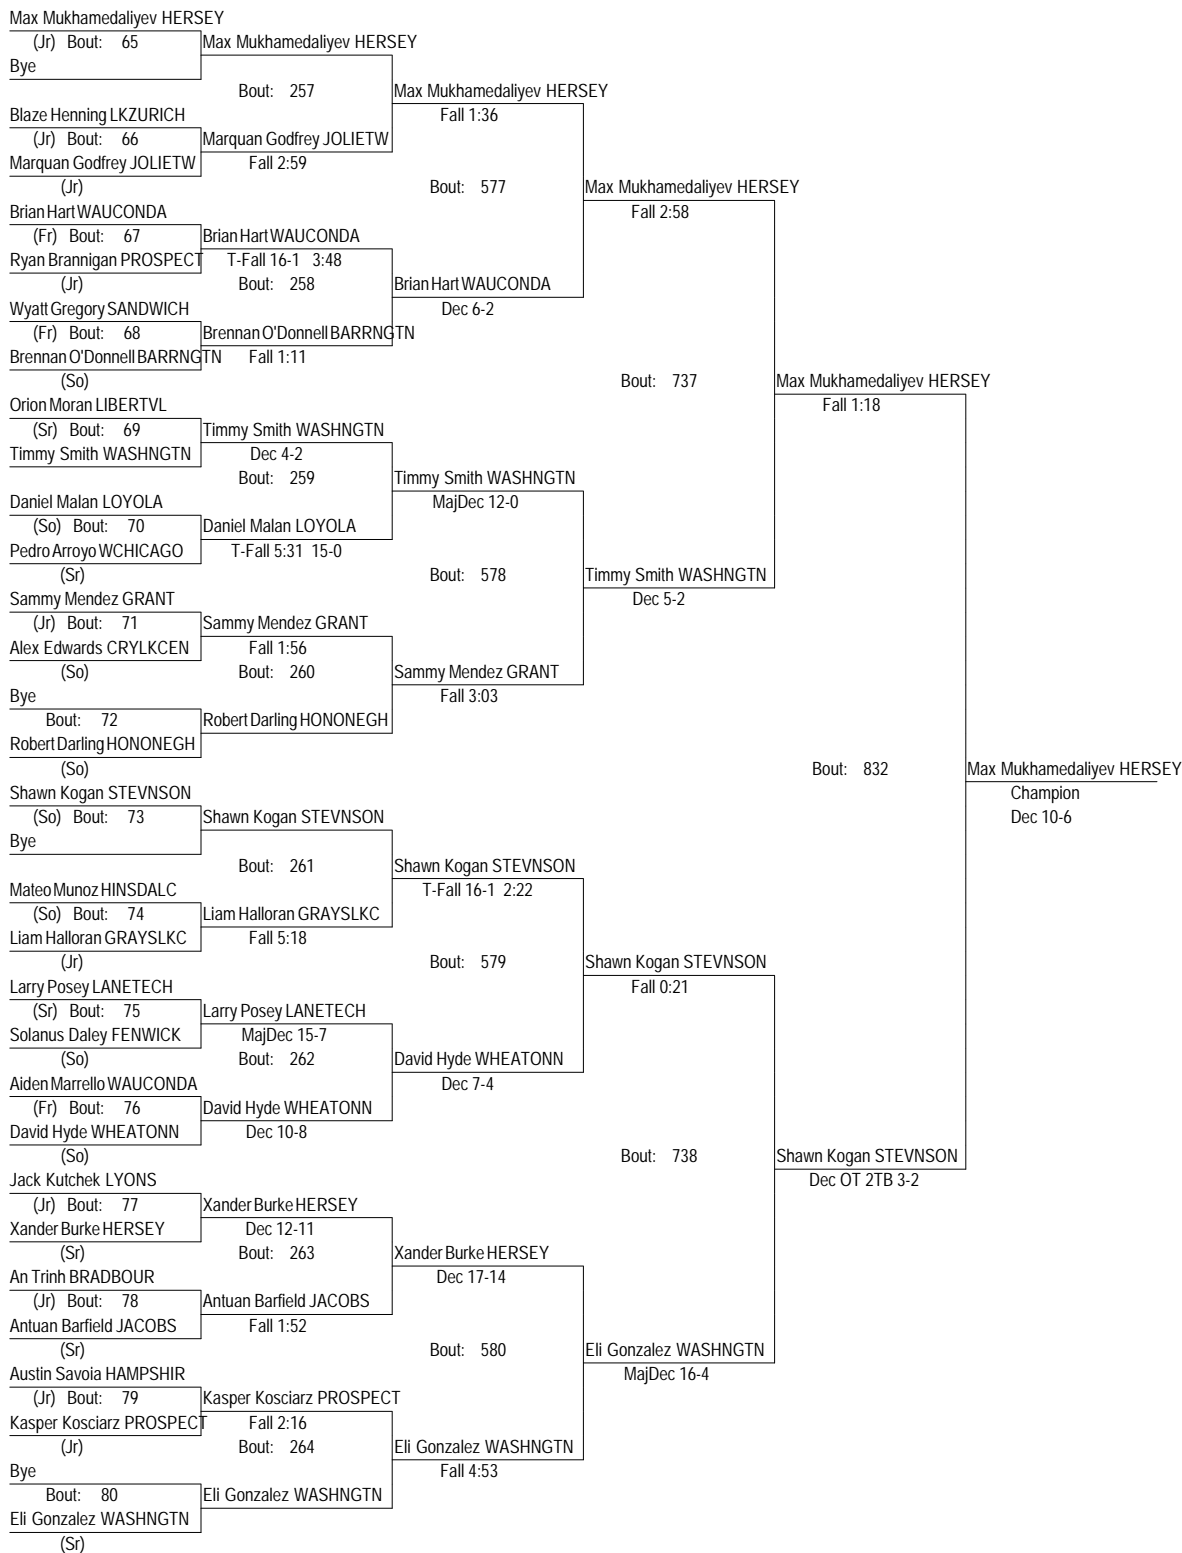 Max Mukhamedaliyev HERSEY
(Jr) Bout: 65 Max Mukhamedaliyev HERSEY
Bye
Bout: 257 Max Mukhamedaliyev HERSEY
Blaze Henning LKZURICH Fall 1:36
(Jr) Bout: 66 Marquan Godfrey JOLIETW
Marquan Godfrey JOLIETW Fall 2:59
(Jr) Bout: 577 Max Mukhamedaliyev HERSEY
Brian Hart WAUCONDA Fall 2:58
(Fr) Bout: 67 Brian Hart WAUCONDA
Ryan Brannigan PROSPECT T-Fall 16-1 3:48
(Jr) Bout: 258 Brian Hart WAUCONDA
Wyatt Gregory SANDWICH Dec 6-2
(Fr) Bout: 68 Brennan O'Donnell BARRNGTN
Brennan O'Donnell BARRNGTN Fall 1:11
(So) Bout: 737 Max Mukhamedaliyev HERSEY
Orion Moran LIBERTVL Fall 1:18
(Sr) Bout: 69 Timmy Smith WASHNGTN
Timmy Smith WASHNGTN Dec 4-2
Bout: 259 Timmy Smith WASHNGTN
Daniel Malan LOYOLA MajDec 12-0
(So) Bout: 70 Daniel Malan LOYOLA
Pedro Arroyo WCHICAGO T-Fall 5:31 15-0
(Sr) Bout: 578 Timmy Smith WASHNGTN
Sammy Mendez GRANT Dec 5-2
(Jr) Bout: 71 Sammy Mendez GRANT
Alex Edwards CRYLKCEN Fall 1:56
(So) Bout: 260 Sammy Mendez GRANT
Bye Fall 3:03
Bout: 72 Robert Darling HONONEGH
Robert Darling HONONEGH
(So) Bout: 832 Max Mukhamedaliyev HERSEY
Shawn Kogan STEVNSON Champion
(So) Bout: 73 Shawn Kogan STEVNSON Dec 10-6
Bye
Bout: 261 Shawn Kogan STEVNSON
Mateo Munoz HINSDALC T-Fall 16-1 2:22
(So) Bout: 74 Liam Halloran GRAYSLKC
Liam Halloran GRAYSLKC Fall 5:18
(Jr) Bout: 579 Shawn Kogan STEVNSON
Larry Posey LANETECH Fall 0:21
(Sr) Bout: 75 Larry Posey LANETECH
Solanus Daley FENWICK MajDec 15-7
(So) Bout: 262 David Hyde WHEATONN
Aiden Marrello WAUCONDA Dec 7-4
(Fr) Bout: 76 David Hyde WHEATONN
David Hyde WHEATONN Dec 10-8
(So) Bout: 738 Shawn Kogan STEVNSON
Jack Kutchek LYONS Dec OT 2TB 3-2
(Jr) Bout: 77 Xander Burke HERSEY
Xander Burke HERSEY Dec 12-11
(Sr) Bout: 263 Xander Burke HERSEY
An Trinh BRADBOUR Dec 17-14
(Jr) Bout: 78 Antuan Barfield JACOBS
Antuan Barfield JACOBS Fall 1:52
(Sr) Bout: 580 Eli Gonzalez WASHNGTN
Austin Savoia HAMPSHIR MajDec 16-4
(Jr) Bout: 79 Kasper Kosciarz PROSPECT
Kasper Kosciarz PROSPECT Fall 2:16
(Jr) Bout: 264 Eli Gonzalez WASHNGTN
Bye Fall 4:53
Bout: 80 Eli Gonzalez WASHNGTN
Eli Gonzalez WASHNGTN
(Sr)